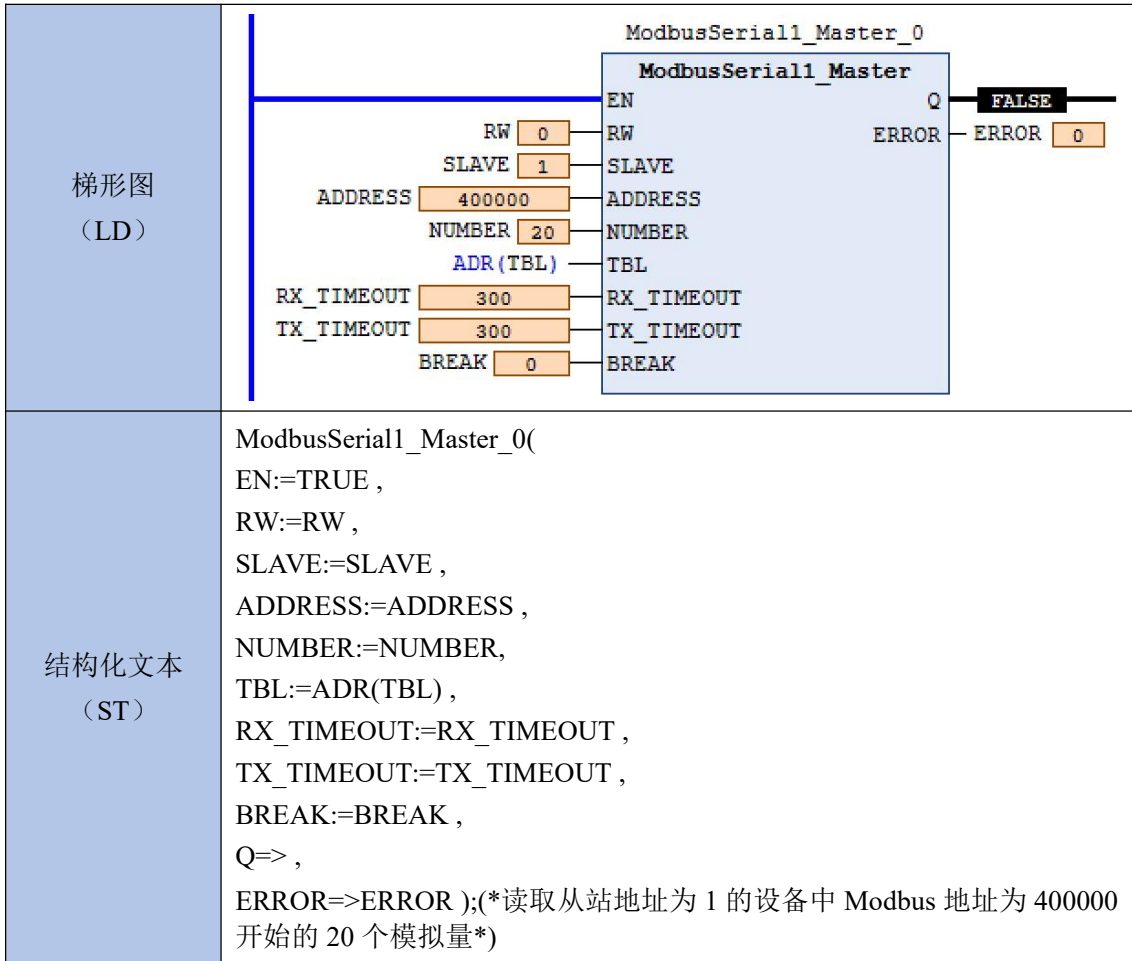 梯形图
（LD）
ModbusSerial1_Master_0
ModbusSerial1_Master
EN Q FALSE
RW 0 RW ERROR ERROR 0
SLAVE 1 SLAVE
ADDRESS 400000 ADDRESS
NUMBER 20 NUMBER
ADR(TBL) TBL
RX_TIMEOUT 300 RX_TIMEOUT
TX_TIMEOUT 300 TX_TIMEOUT
BREAK 0 BREAK
结构化文本
（ST）
ModbusSerial1_Master_0(
EN:=TRUE ,
RW:=RW ,
SLAVE:=SLAVE ,
ADDRESS:=ADDRESS ,
NUMBER:=NUMBER,
TBL:=ADR(TBL) ,
RX_TIMEOUT:=RX_TIMEOUT ,
TX_TIMEOUT:=TX_TIMEOUT ,
BREAK:=BREAK ,
Q=> ,
ERROR=>ERROR );(*读取从站地址为 1 的设备中 Modbus 地址为 400000
开始的 20 个模拟量*)